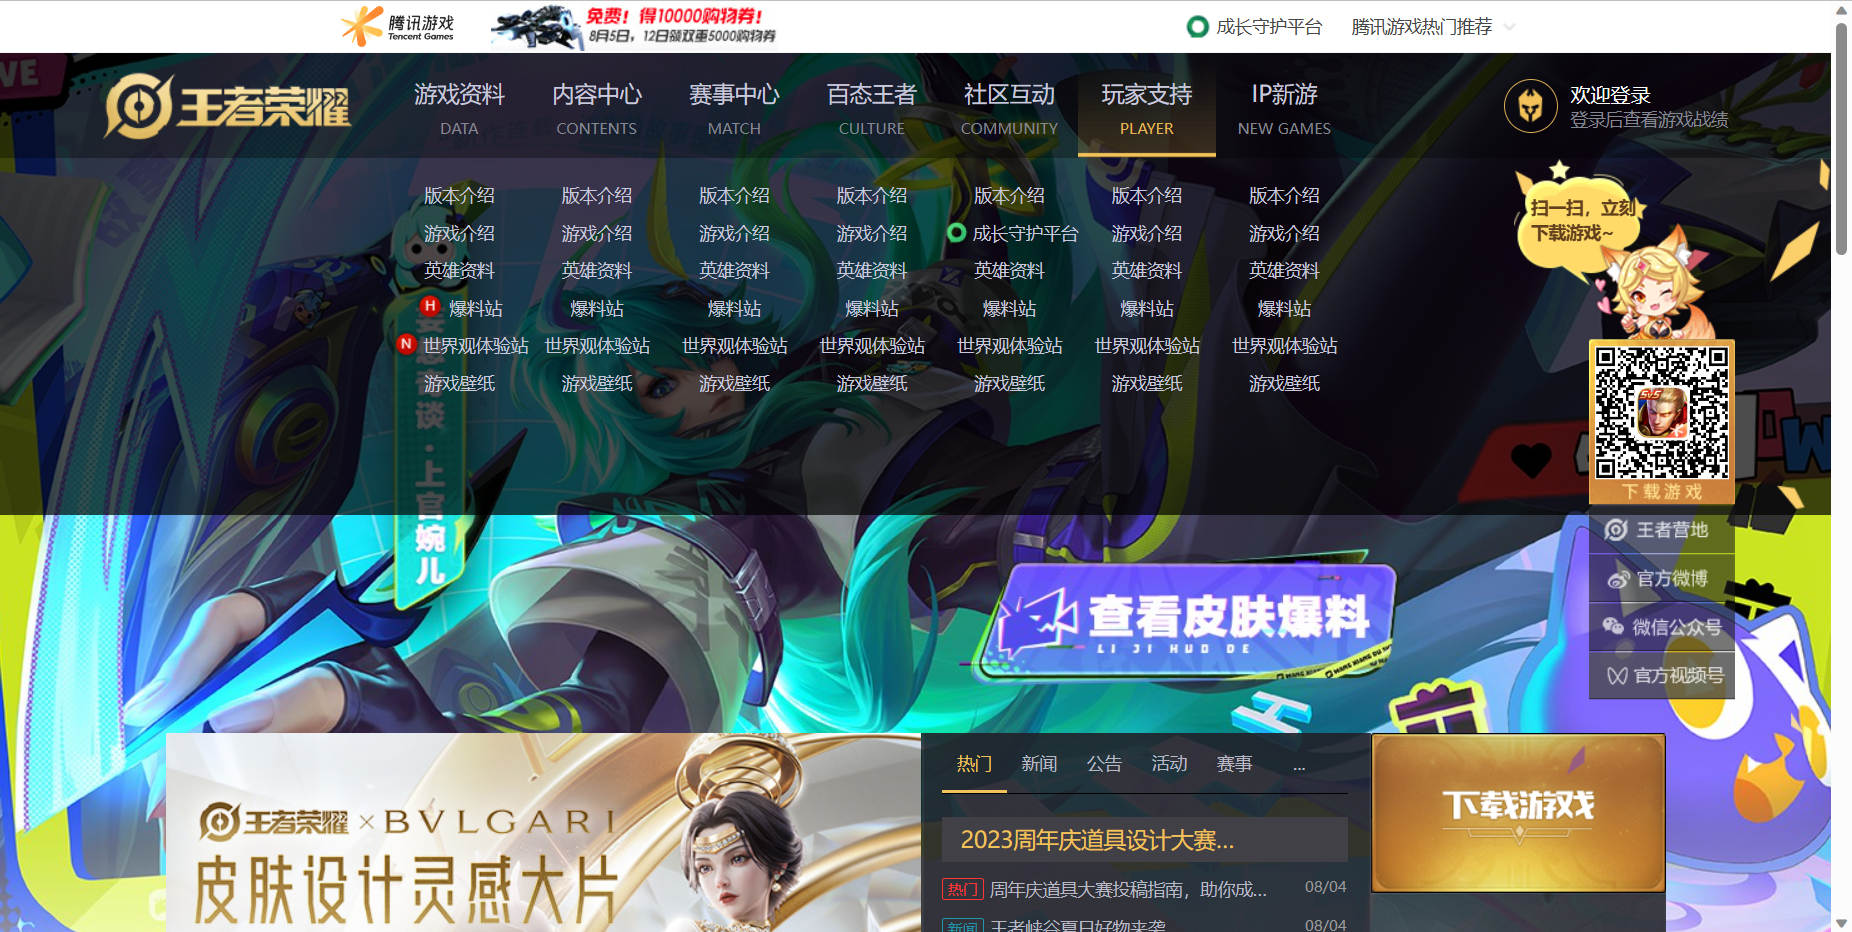 腾讯游戏
Tencent Games
免费！得10000购物券！
8月5日，12日领双重5000购物券
成长守护平台
腾讯游戏热门推荐
王者荣耀
游戏资料 内容中心 赛事中心 百态王者 社区互动 玩家支持 IP新游
DATA CONTENTS MATCH CULTURE COMMUNITY PLAYER NEW GAMES
欢迎登录
登录后查看游戏战绩
版本介绍 版本介绍 版本介绍 版本介绍 版本介绍 版本介绍 版本介绍
游戏介绍 游戏介绍 游戏介绍 游戏介绍 成长守护平台 游戏介绍 游戏介绍
英雄资料 英雄资料 英雄资料 英雄资料 英雄资料 英雄资料 英雄资料
H 爆料站 爆料站 爆料站 爆料站 爆料站 爆料站 爆料站
N 世界观体验站 世界观体验站 世界观体验站 世界观体验站 世界观体验站 世界观体验站 世界观体验站
游戏壁纸 游戏壁纸 游戏壁纸 游戏壁纸 游戏壁纸 游戏壁纸 游戏壁纸
扫一扫，立刻
下载游戏~
5v5
下载游戏
王者营地
官方微博
微信公众号
官方视频号
谈·上官婉儿
查看皮肤爆料
LI JI HUO DE
王者荣耀×BVLGARI
皮肤设计灵感大片
热门 新闻 公告 活动 赛事 ...
2023周年庆道具设计大赛...
热门 周年庆道具大赛投稿指南，助你成... 08/04
新闻 王者峡谷夏日好物来袭 08/04
下载游戏